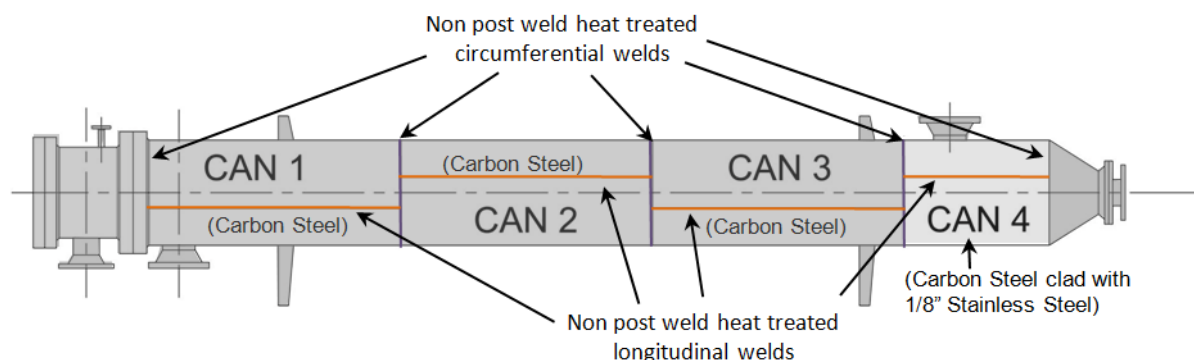 Non post weld heat treated
circumferential welds
CAN 1
(Carbon Steel)
(Carbon Steel)
CAN 2
CAN 3
(Carbon Steel)
CAN 4
(Carbon Steel clad with
1/8" Stainless Steel)
Non post weld heat treated
longitudinal welds